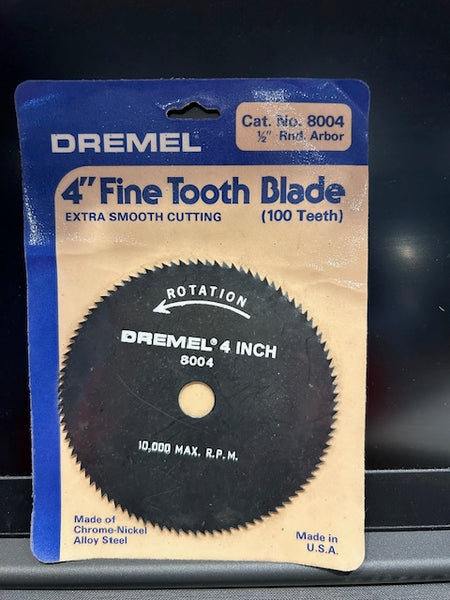 DREMEL
Cat. No. 8004
½" Rnd. Arbor
4" Fine Tooth Blade
EXTRA SMOOTH CUTTING (100 Teeth)
ROTATION
DREMEL® 4 INCH
8004
10,000 MAX. R.P.M.
Made of
Chrome-Nickel
Alloy Steel
Made in
U.S.A.